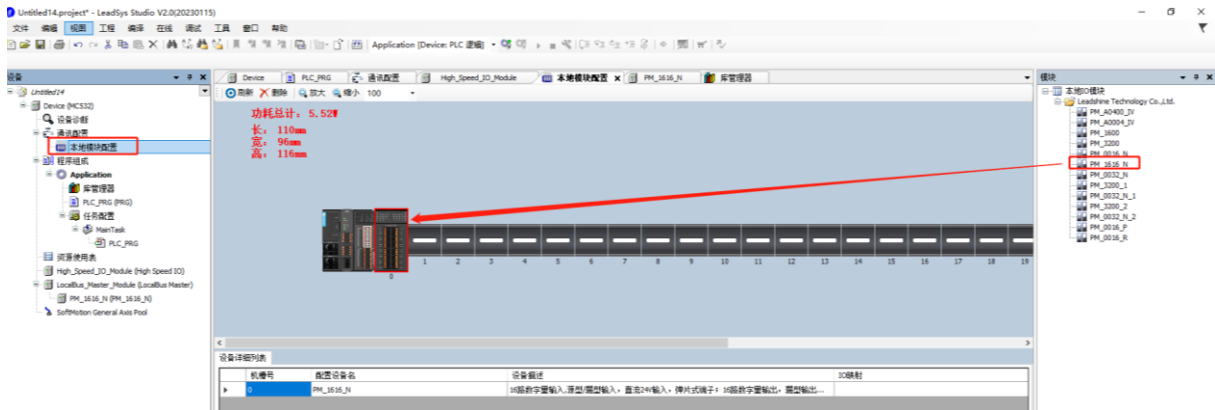 Untitled14.project* - LeadSys Studio V2.0(20230115)
文件 编辑 视图 工程 编译 在线 调试 工具 窗口 帮助
Application [Device: PLC 逻辑]
设备
Untitled14
Device (MC532)
设备诊断
通讯配置
本地模块配置
程序组成
Application
库管理器
PLC_PRG (PRG)
任务配置
MainTask
PLC_PRG
资源使用表
High_Speed_IO_Module (High Speed IO)
LocalBus_Master_Module (LocalBus Master)
PM_1616_N (PM_1616_N)
SoftMotion General Axis Pool
Device PLC_PRG 通讯配置 High_Speed_IO_Module 本地模块配置 PM_1616_N 库管理器
刷新 删除 放大 缩小 100
功耗总计: 5.52W
长: 110mm
宽: 96mm
高: 116mm
0 1 2 3 4 5 6 7 8 9 10 11 12 13 14 15 16 17 18 19
设备详细列表
机槽号 配置设备名 设备描述 IO映射
0 PM_1616_N 16路数字量输入,源型/漏型输入，直流24V输入，弹片式端子；16路数字量输出，漏型输出...
模块
本地IO模块
Leadshine Technology Co.,Ltd.
PM_A0400_IV
PM_A0004_IV
PM_1600
PM_3200
PM_0016_N
PM_1616_N
PM_0032_N
PM_3200_1
PM_0032_N_1
PM_3200_2
PM_0032_N_2
PM_0016_P
PM_0016_R